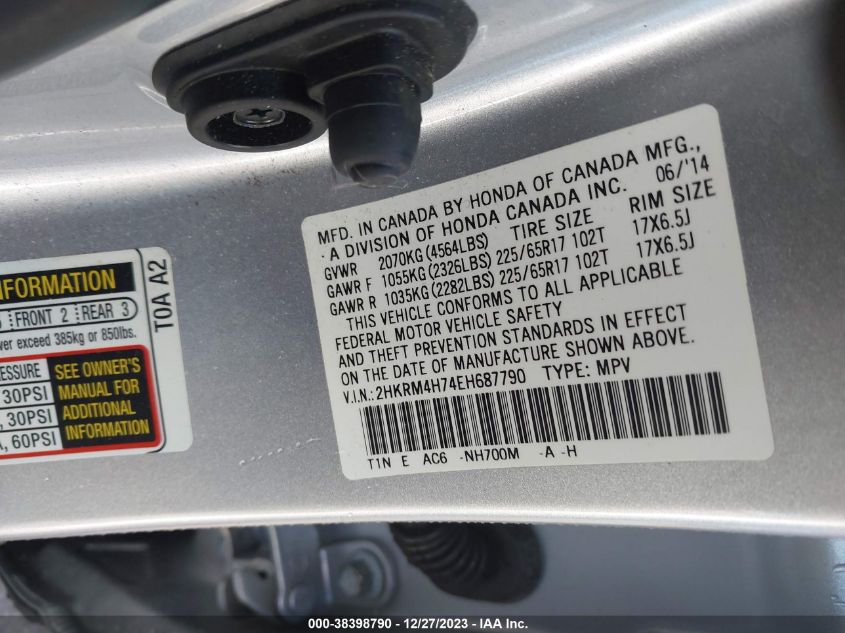 MFD. IN CANADA BY HONDA OF CANADA MFG.,
· A DIVISION OF HONDA CANADA INC. 06/'14
GVWR 2070KG (4564LBS) TIRE SIZE RIM SIZE
GAWR F 1055KG (2326LBS) 225/65R17 102T 17X6.5J
GAWR R 1035KG (2282LBS) 225/65R17 102T 17X6.5J
THIS VEHICLE CONFORMS TO ALL APPLICABLE
FEDERAL MOTOR VEHICLE SAFETY
AND THEFT PREVENTION STANDARDS IN EFFECT
ON THE DATE OF MANUFACTURE SHOWN ABOVE.
V.I.N.: 2HKRM4H74EH687790 TYPE: MPV
T1N E AC6 -NH700M -A -H
FRONT 2 REAR 3
exceed 385kg or 850lbs.
30PSI
30PSI
60PSI
SEE OWNER'S
MANUAL FOR
ADDITIONAL
INFORMATION
T0A A2
000-38398790 - 12/27/2023 - IAA Inc.